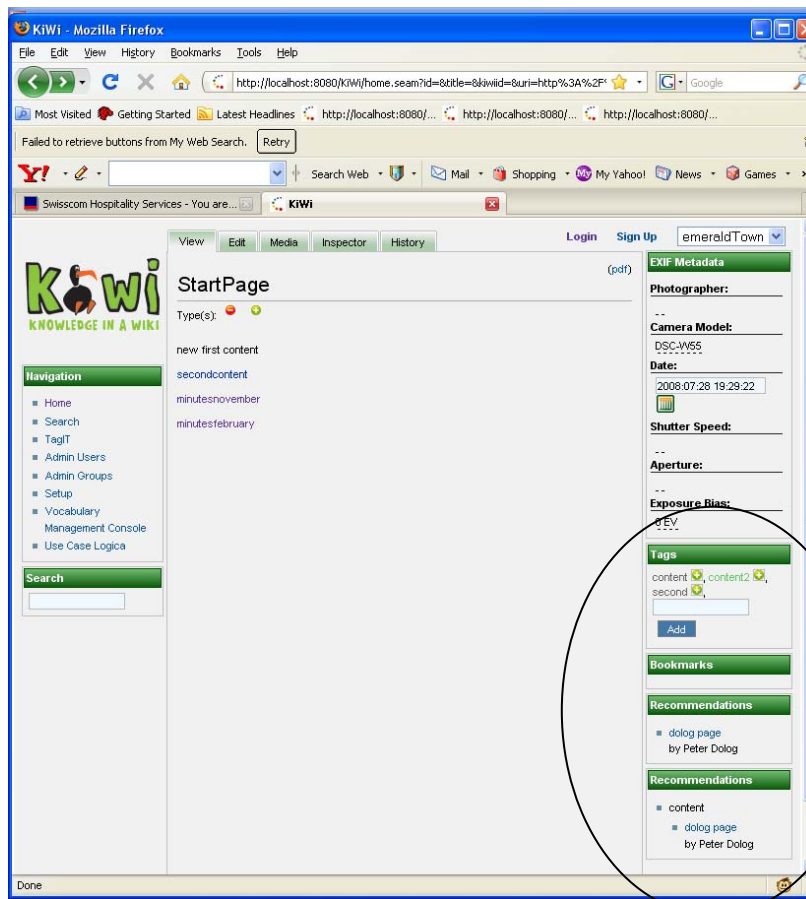 KiWi - Mozilla Firefox
File Edit View History Bookmarks Tools Help
http://localhost:8080/KiWi/home.seam?id=&title=&kiwiid=&uri=http%3A%2F
G Google
Most Visited Getting Started Latest Headlines http://localhost:8080/... http://localhost:8080/... http://localhost:8080/...
Failed to retrieve buttons from My Web Search. Retry
Y! Search Web Mail Shopping My Yahoo! News Games
Swisscom Hospitality Services - You are... KiWi
View Edit Media Inspector History
Login Sign Up emeraldTown
KiWi
KNOWLEDGE IN A WIKI
Navigation
Home
Search
TagIT
Admin Users
Admin Groups
Setup
Vocabulary
Management Console
Use Case Logica
Search
(pdf)
StartPage
Type(s):
new first content
secondcontent
minutesnovember
minutesfebruary
EXIF Metadata
Photographer:
--
Camera Model:
DSC-W55
Date:
2008:07:28 19:29:22
Shutter Speed:
--
Aperture:
--
Exposure Bias:
0 EV
Tags
content , content2 ,
second ,
Add
Bookmarks
Recommendations
dolog page
by Peter Dolog
Recommendations
content
dolog page
by Peter Dolog
Done